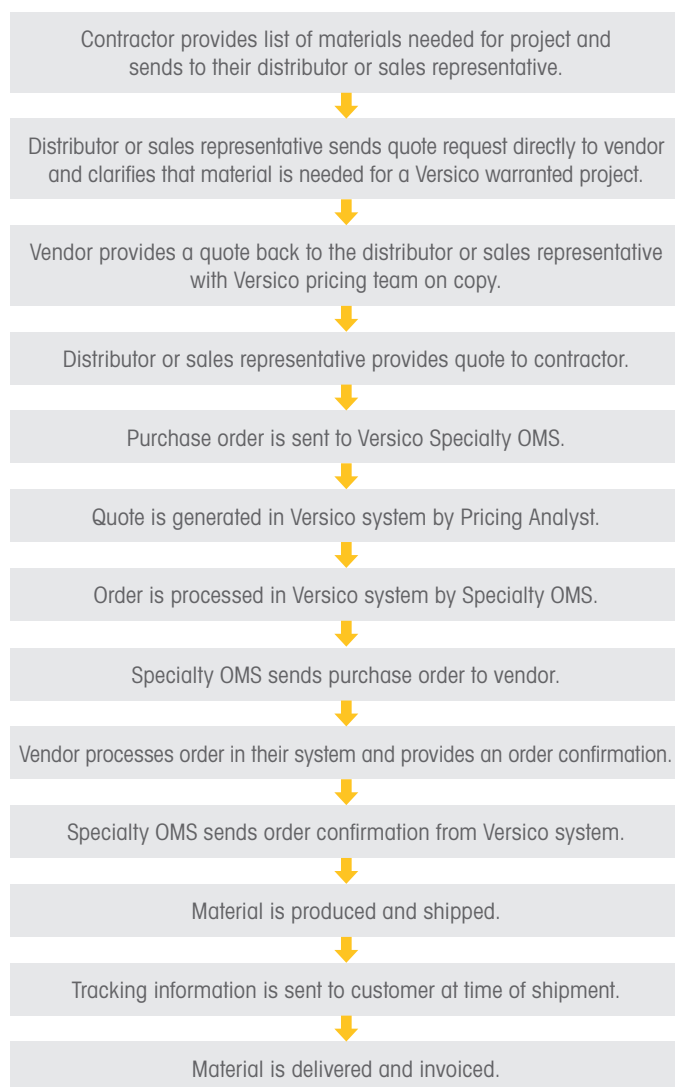 Contractor provides list of materials needed for project and
sends to their distributor or sales representative.
Distributor or sales representative sends quote request directly to vendor
and clarifies that material is needed for a Versico warranted project.
Vendor provides a quote back to the distributor or sales representative
with Versico pricing team on copy.
Distributor or sales representative provides quote to contractor.
Purchase order is sent to Versico Specialty OMS.
Quote is generated in Versico system by Pricing Analyst.
Order is processed in Versico system by Specialty OMS.
Specialty OMS sends purchase order to vendor.
Vendor processes order in their system and provides an order confirmation.
Specialty OMS sends order confirmation from Versico system.
Material is produced and shipped.
Tracking information is sent to customer at time of shipment.
Material is delivered and invoiced.